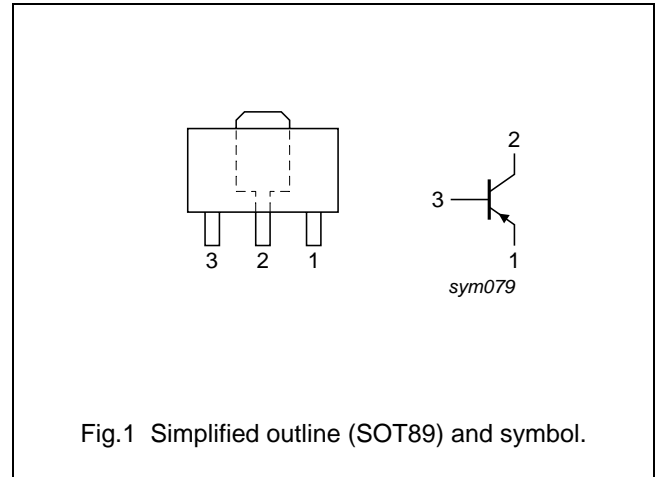 2
3
3 2 1
1
sym079
Fig.1 Simplified outline (SOT89) and symbol.